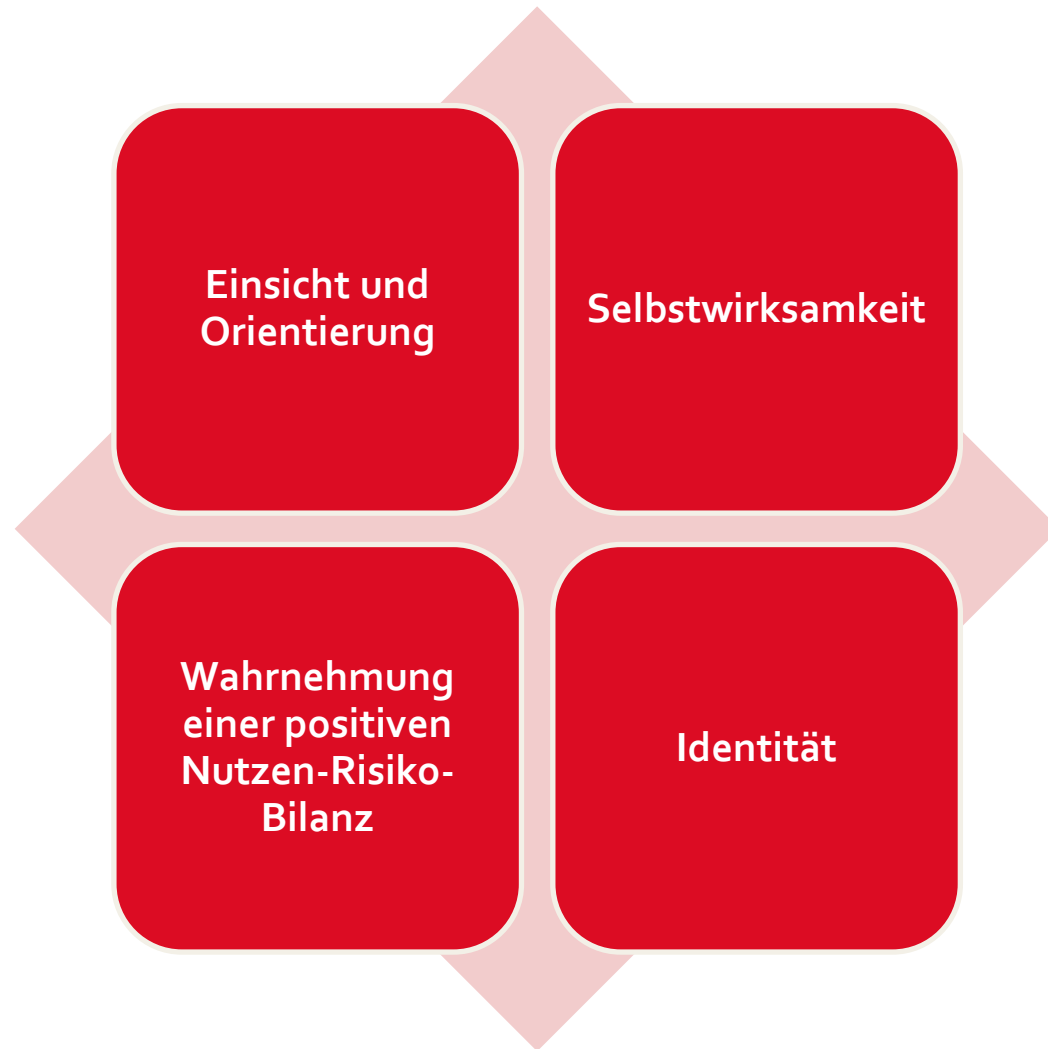 Einsicht und
Orientierung
Selbstwirksamkeit
Wahrnehmung
einer positiven
Nutzen-Risiko-
Bilanz
Identität